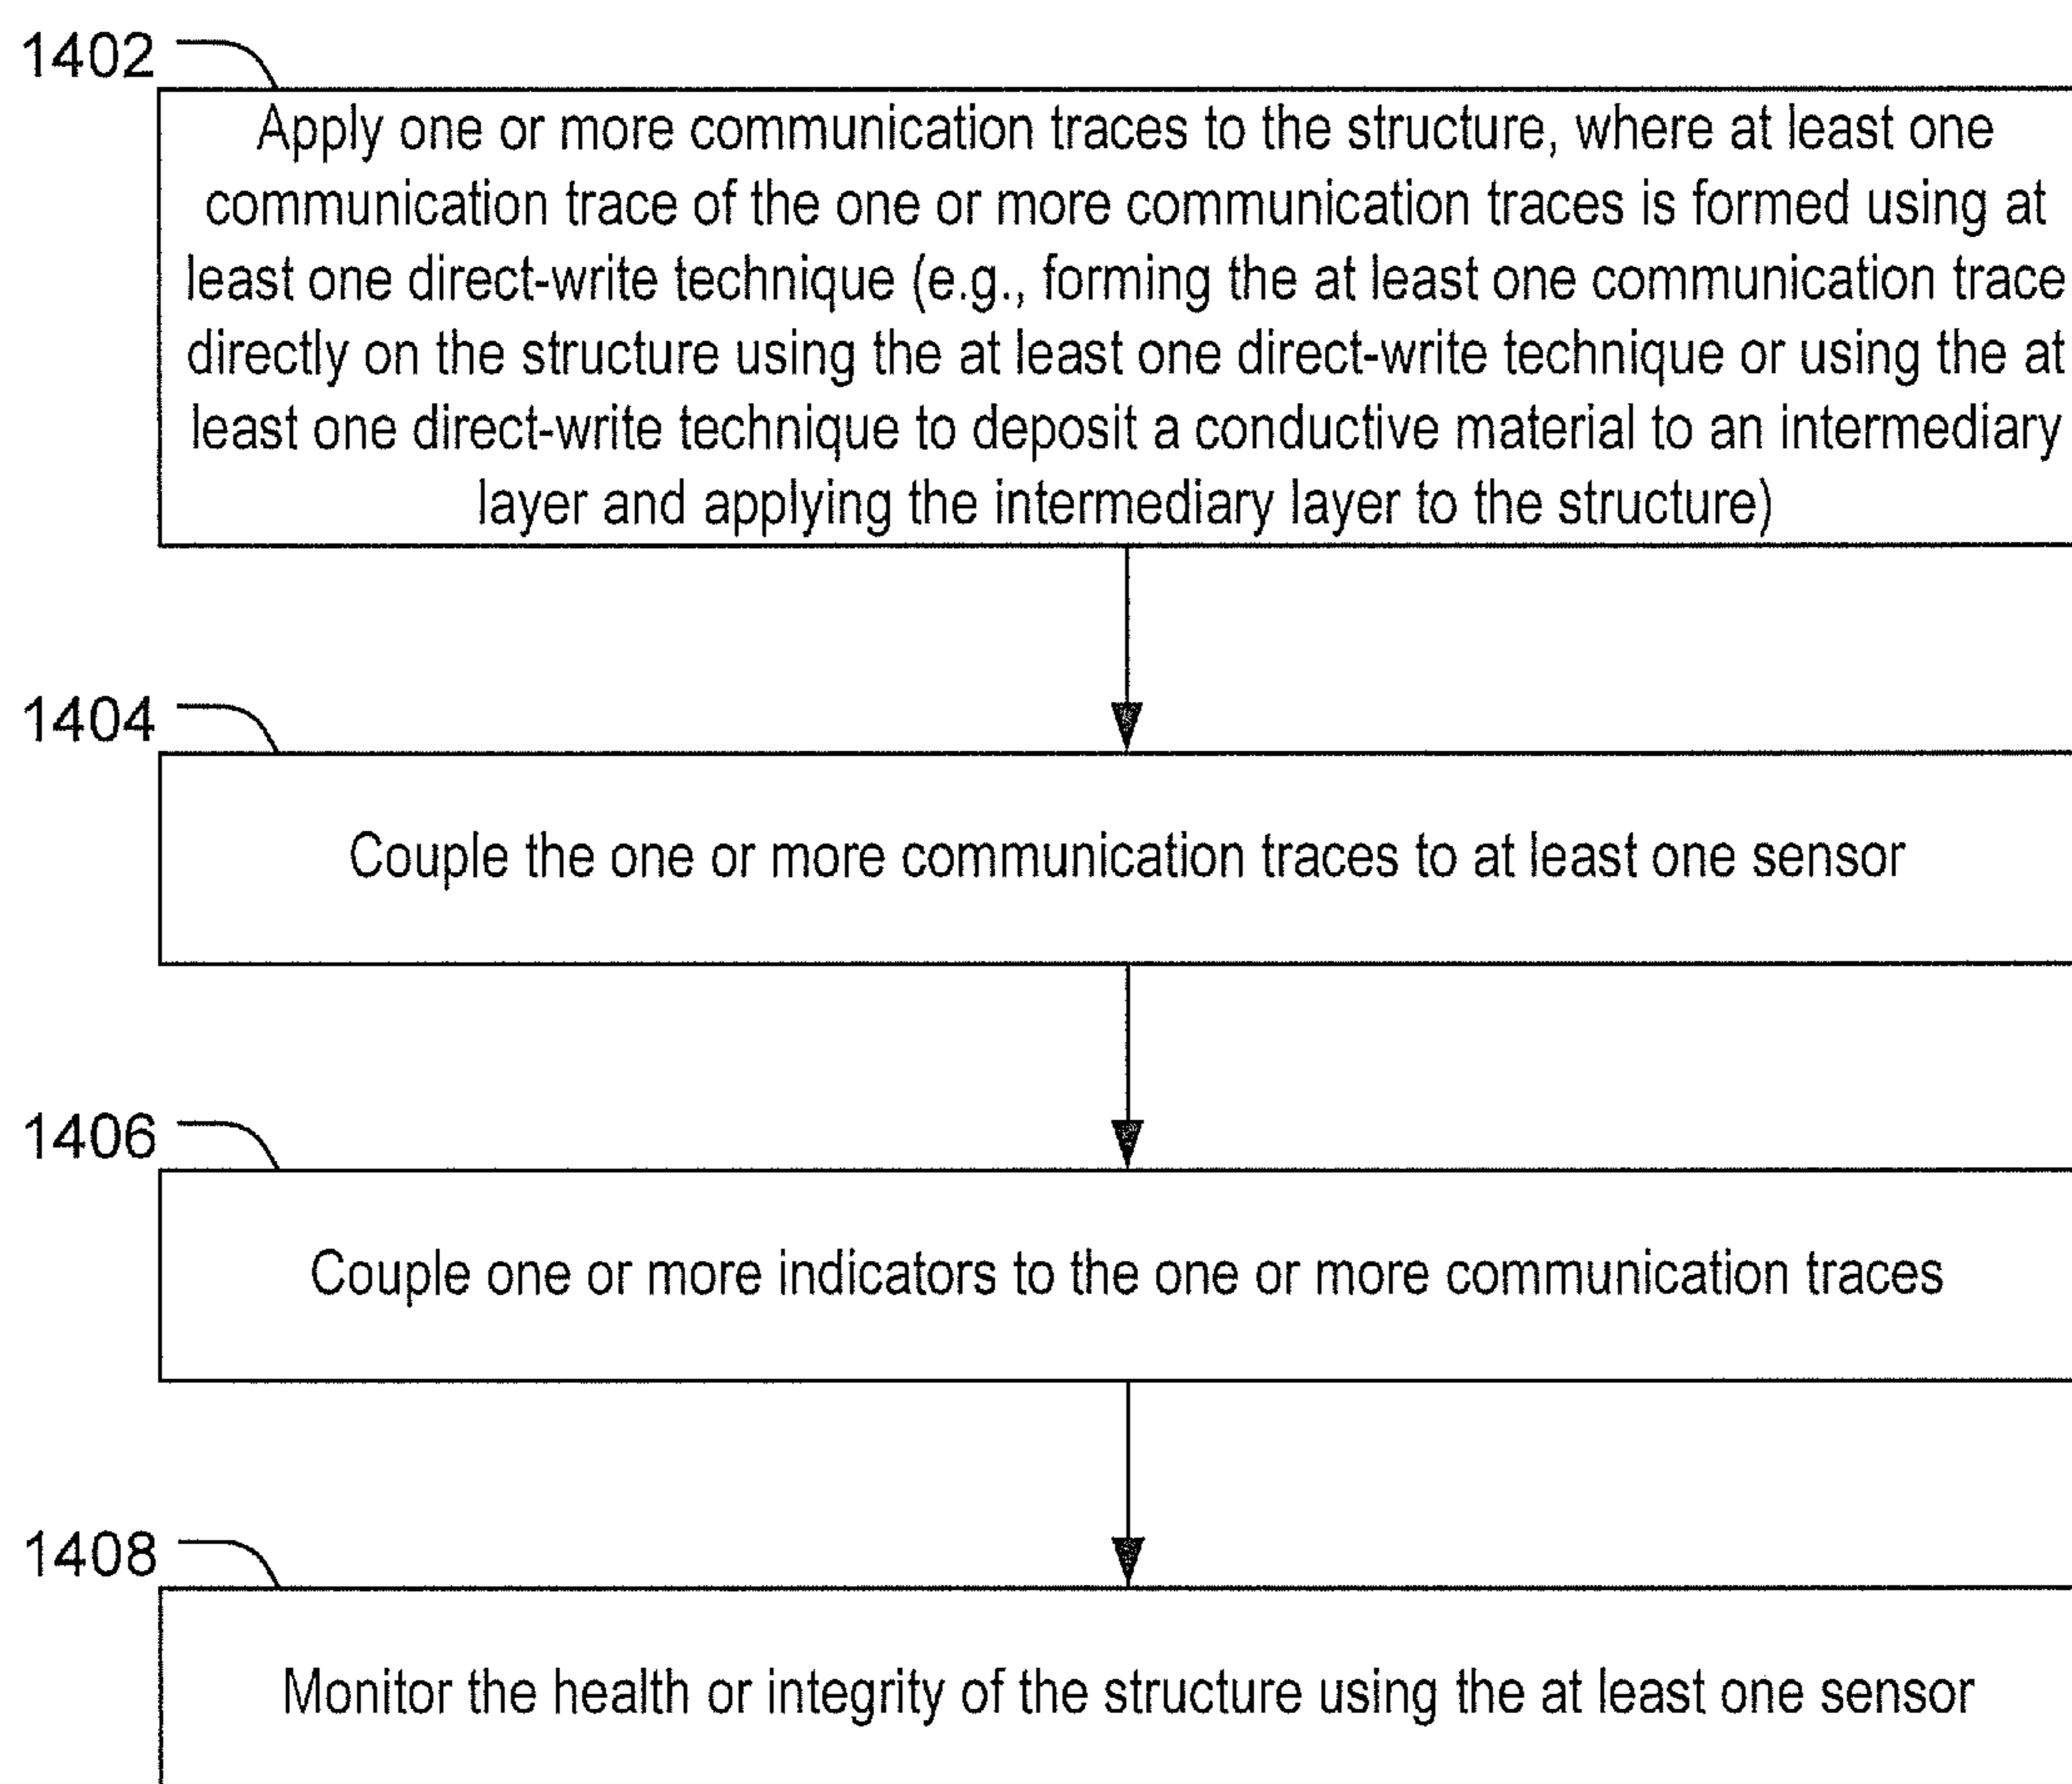 1402
Apply one or more communication traces to the structure, where at least one
communication trace of the one or more communication traces is formed using at
least one direct-write technique (e.g., forming the at least one communication trace
directly on the structure using the at least one direct-write technique or using the at
least one direct-write technique to deposit a conductive material to an intermediary
layer and applying the intermediary layer to the structure)
1404
Couple the one or more communication traces to at least one sensor
1406
Couple one or more indicators to the one or more communication traces
1408
Monitor the health or integrity of the structure using the at least one sensor